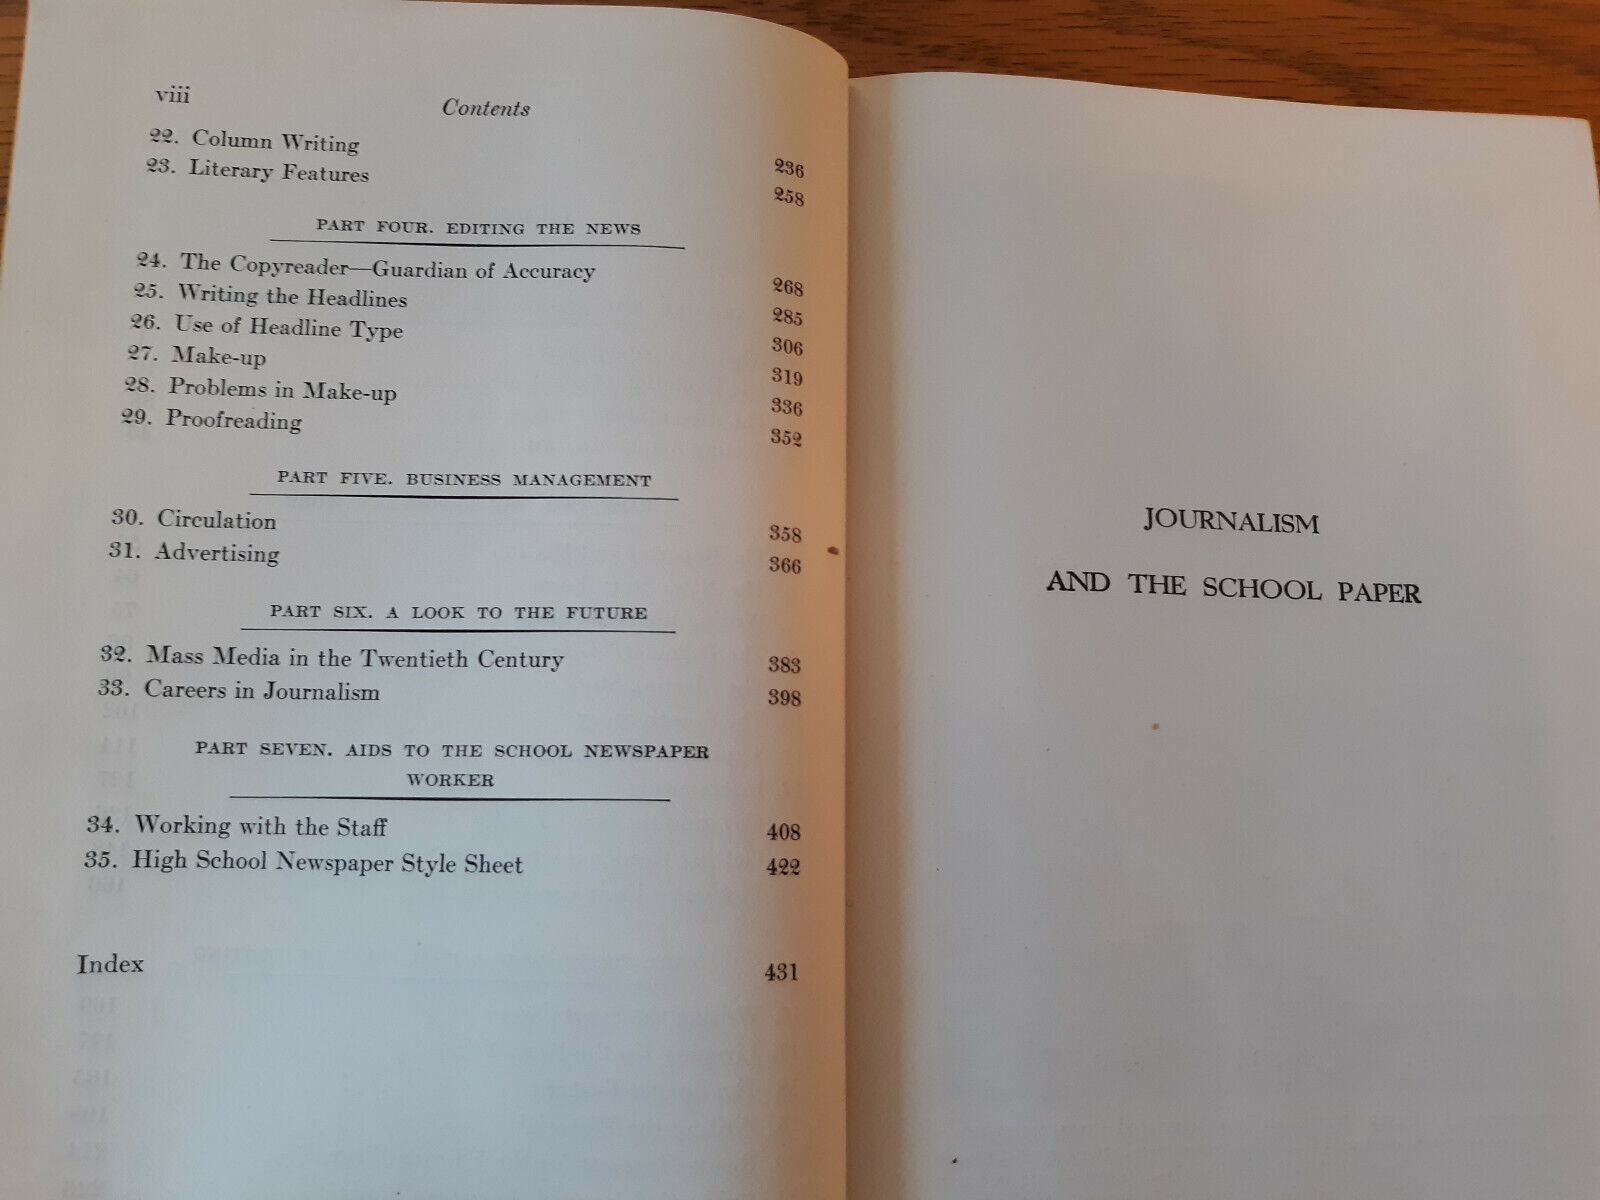 viii
Contents
22. Column Writing 236
23. Literary Features 258
PART FOUR. EDITING THE NEWS
24. The Copyreader—Guardian of Accuracy 268
25. Writing the Headlines 285
26. Use of Headline Type 306
27. Make-up 319
28. Problems in Make-up 336
29. Proofreading 352
PART FIVE. BUSINESS MANAGEMENT
30. Circulation 358
31. Advertising 366
PART SIX. A LOOK TO THE FUTURE
32. Mass Media in the Twentieth Century 383
33. Careers in Journalism 398
PART SEVEN. AIDS TO THE SCHOOL NEWSPAPER
WORKER
34. Working with the Staff 408
35. High School Newspaper Style Sheet 422
Index 431
JOURNALISM
AND THE SCHOOL PAPER